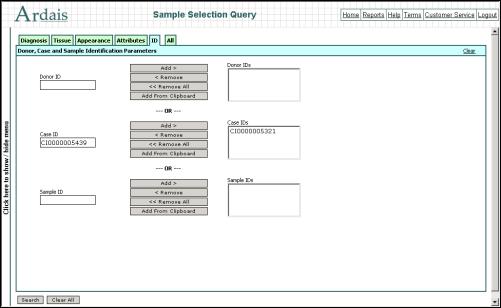 Ardais
Sample Selection Query
Home Reports Help Terms Customer Service Logout
Diagnosis Tissue Appearance Attributes ID All
Donor, Case and Sample Identification Parameters Clear
Donor ID
Add >
< Remove
<< Remove All
Add From Clipboard
Donor IDs
--- OR ---
Case ID
CI0000005439
Add >
< Remove
<< Remove All
Add From Clipboard
Case IDs
CI0000005321
--- OR ---
Sample ID
Add >
< Remove
<< Remove All
Add From Clipboard
Sample IDs
Click here to show / hide menu
Search Clear All